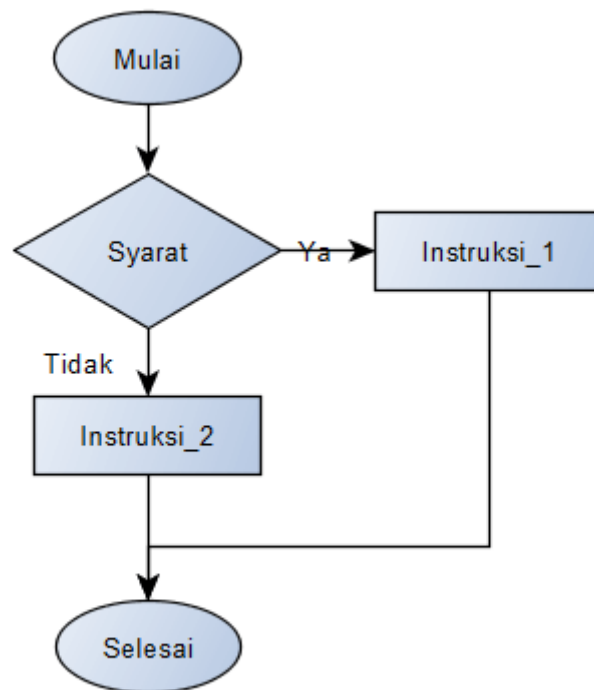 Mulai
Syarat
Ya
Instruksi_1
Tidak
Instruksi_2
Selesai